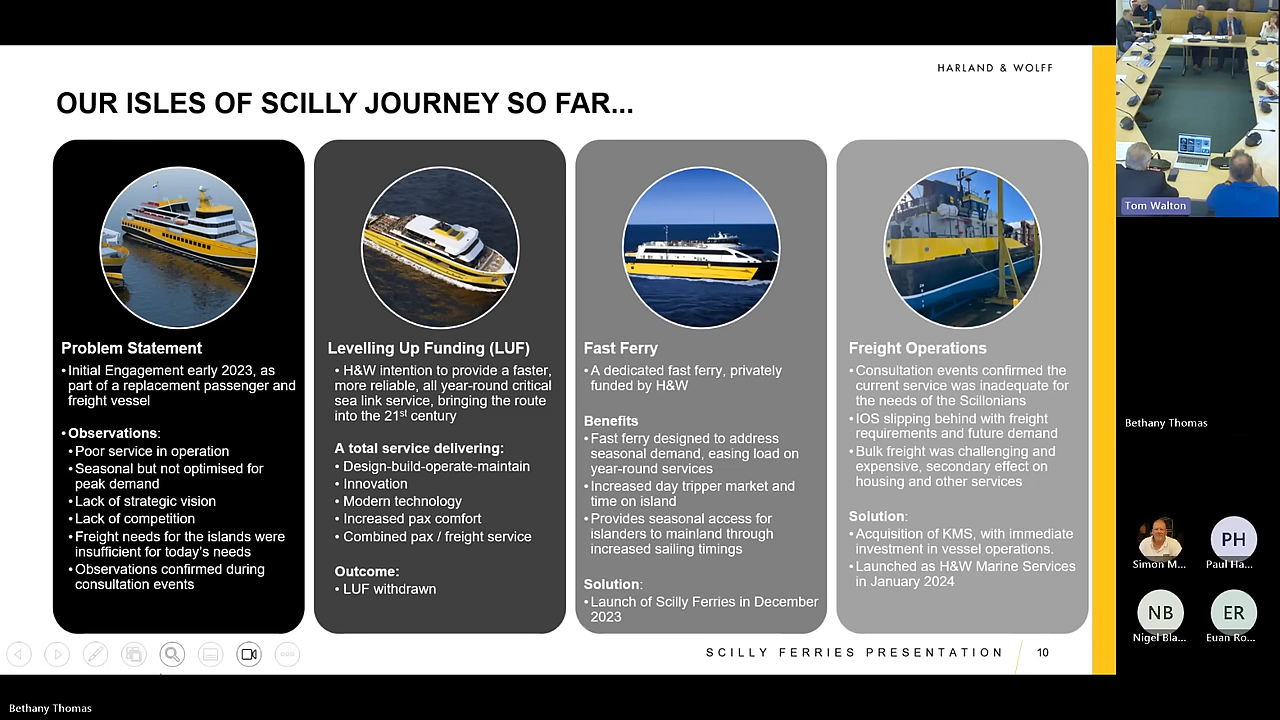 HARLAND & WOLFF
OUR ISLES OF SCILLY JOURNEY SO FAR...
Problem Statement
• Initial Engagement early 2023, as
part of a replacement passenger and
freight vessel
• Observations:
• Poor service in operation
• Seasonal but not optimised for
peak demand
• Lack of strategic vision
• Lack of competition
• Freight needs for the islands were
insufficient for today's needs
• Observations confirmed during
consultation events
Levelling Up Funding (LUF)
• H&W intention to provide a faster,
more reliable, all year-round critical
sea link service, bringing the route
into the 21st century
A total service delivering:
• Design-build-operate-maintain
• Innovation
• Modern technology
• Increased pax comfort
• Combined pax / freight service
Outcome:
• LUF withdrawn
Fast Ferry
• A dedicated fast ferry, privately
funded by H&W
Benefits
• Fast ferry designed to address
seasonal demand, easing load on
year-round services
• Increased day tripper market and
time on island
• Provides seasonal access for
islanders to mainland through
increased sailing timings
Solution:
• Launch of Scilly Ferries in December
2023
Freight Operations
• Consultation events confirmed the
current service was inadequate for
the needs of the Scillonians
• IOS slipping behind with freight
requirements and future demand
• Bulk freight was challenging and
expensive, secondary effect on
housing and other services
Solution:
• Acquisition of KMS, with immediate
investment in vessel operations.
• Launched as H&W Marine Services
in January 2024
SCILLY FERRIES PRESENTATION
10
Tom Walton
Bethany Thomas
Simon M...
PH
Paul Ha...
NB
Nigel Bla...
ER
Euan Ro...
Bethany Thomas